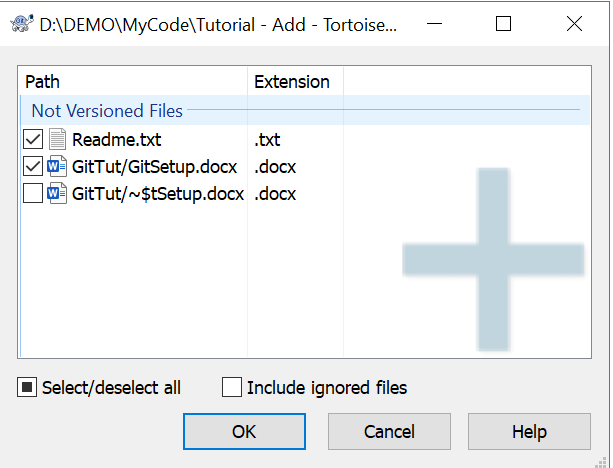 D:\DEMO\MyCode\Tutorial - Add - Tortoise...
Path Extension
Not Versioned Files
Readme.txt .txt
GitTut/GitSetup.docx .docx
GitTut/~$tSetup.docx .docx
Select/deselect all Include ignored files
OK Cancel Help